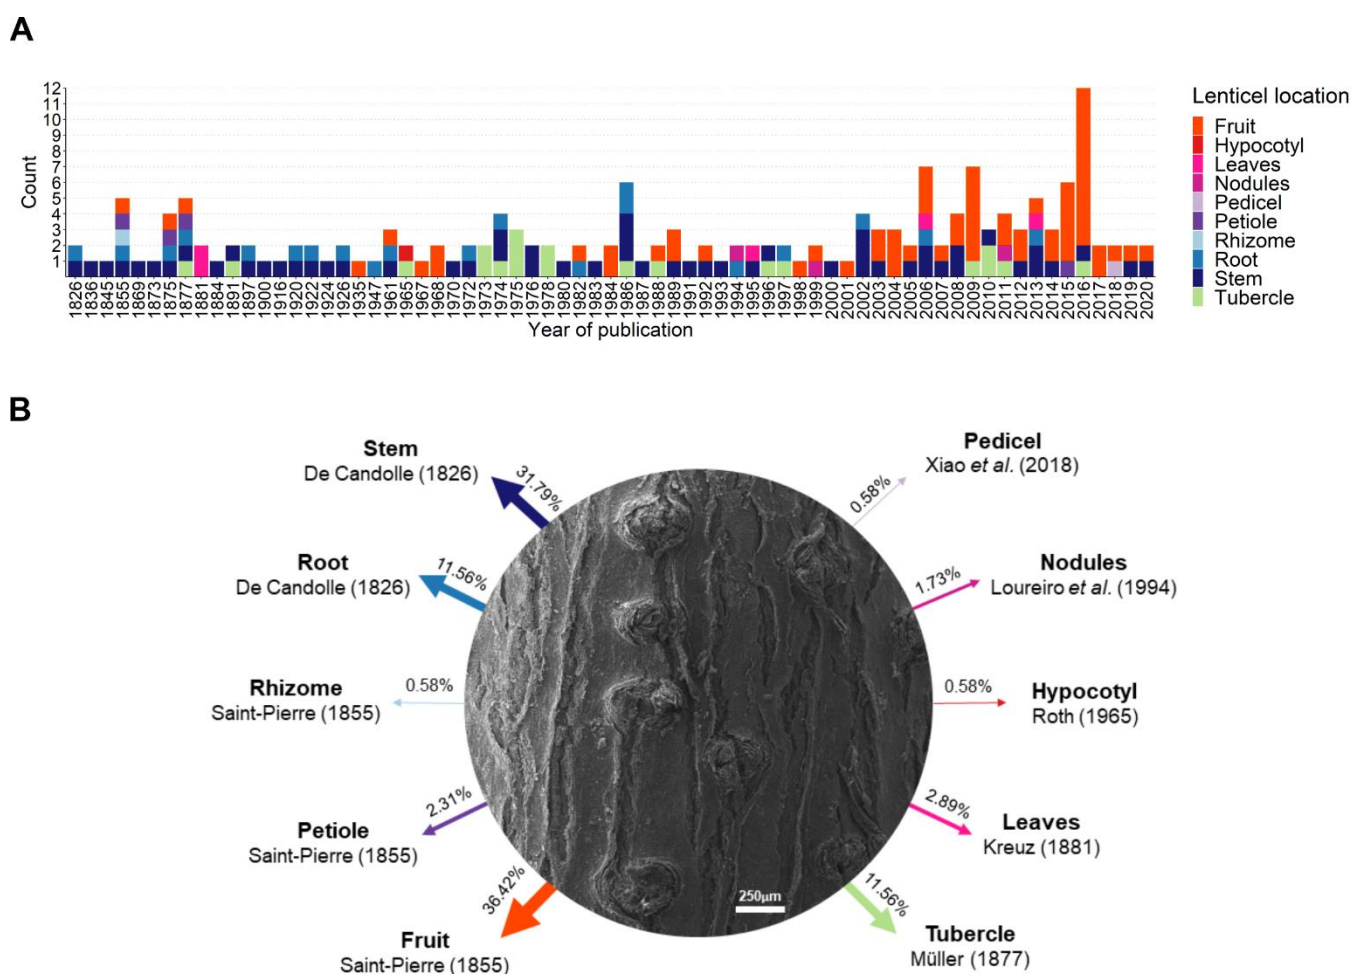 A
Count
12
11
10
9
8
7
6
5
4
3
2
1
1826
1836
1845
1855
1869
1873
1875
1877
1881
1884
1891
1897
1900
1916
1920
1922
1924
1926
1935
1947
1961
1965
1967
1968
1970
1972
1973
1974
1975
1976
1978
1980
1982
1983
1984
1986
1987
1988
1989
1991
1992
1993
1994
1995
1996
1997
1998
1999
2000
2001
2002
2003
2004
2005
2006
2007
2008
2009
2010
2011
2012
2013
2014
2015
2016
2017
2018
2019
2020
Year of publication
Lenticel location
Fruit
Hypocotyl
Leaves
Nodules
Pedicel
Petiole
Rhizome
Root
Stem
Tubercle
B
Stem
De Candolle (1826)
31.79%
Root
De Candolle (1826)
11.56%
Rhizome
Saint-Pierre (1855)
0.58%
Petiole
Saint-Pierre (1855)
2.31%
Fruit
Saint-Pierre (1855)
36.42%
Pedicel
Xiao et al. (2018)
0.58%
Nodules
Loureiro et al. (1994)
1.73%
Hypocotyl
Roth (1965)
0.58%
Leaves
Kreuz (1881)
2.89%
Tubercle
Müller (1877)
11.56%
250µm